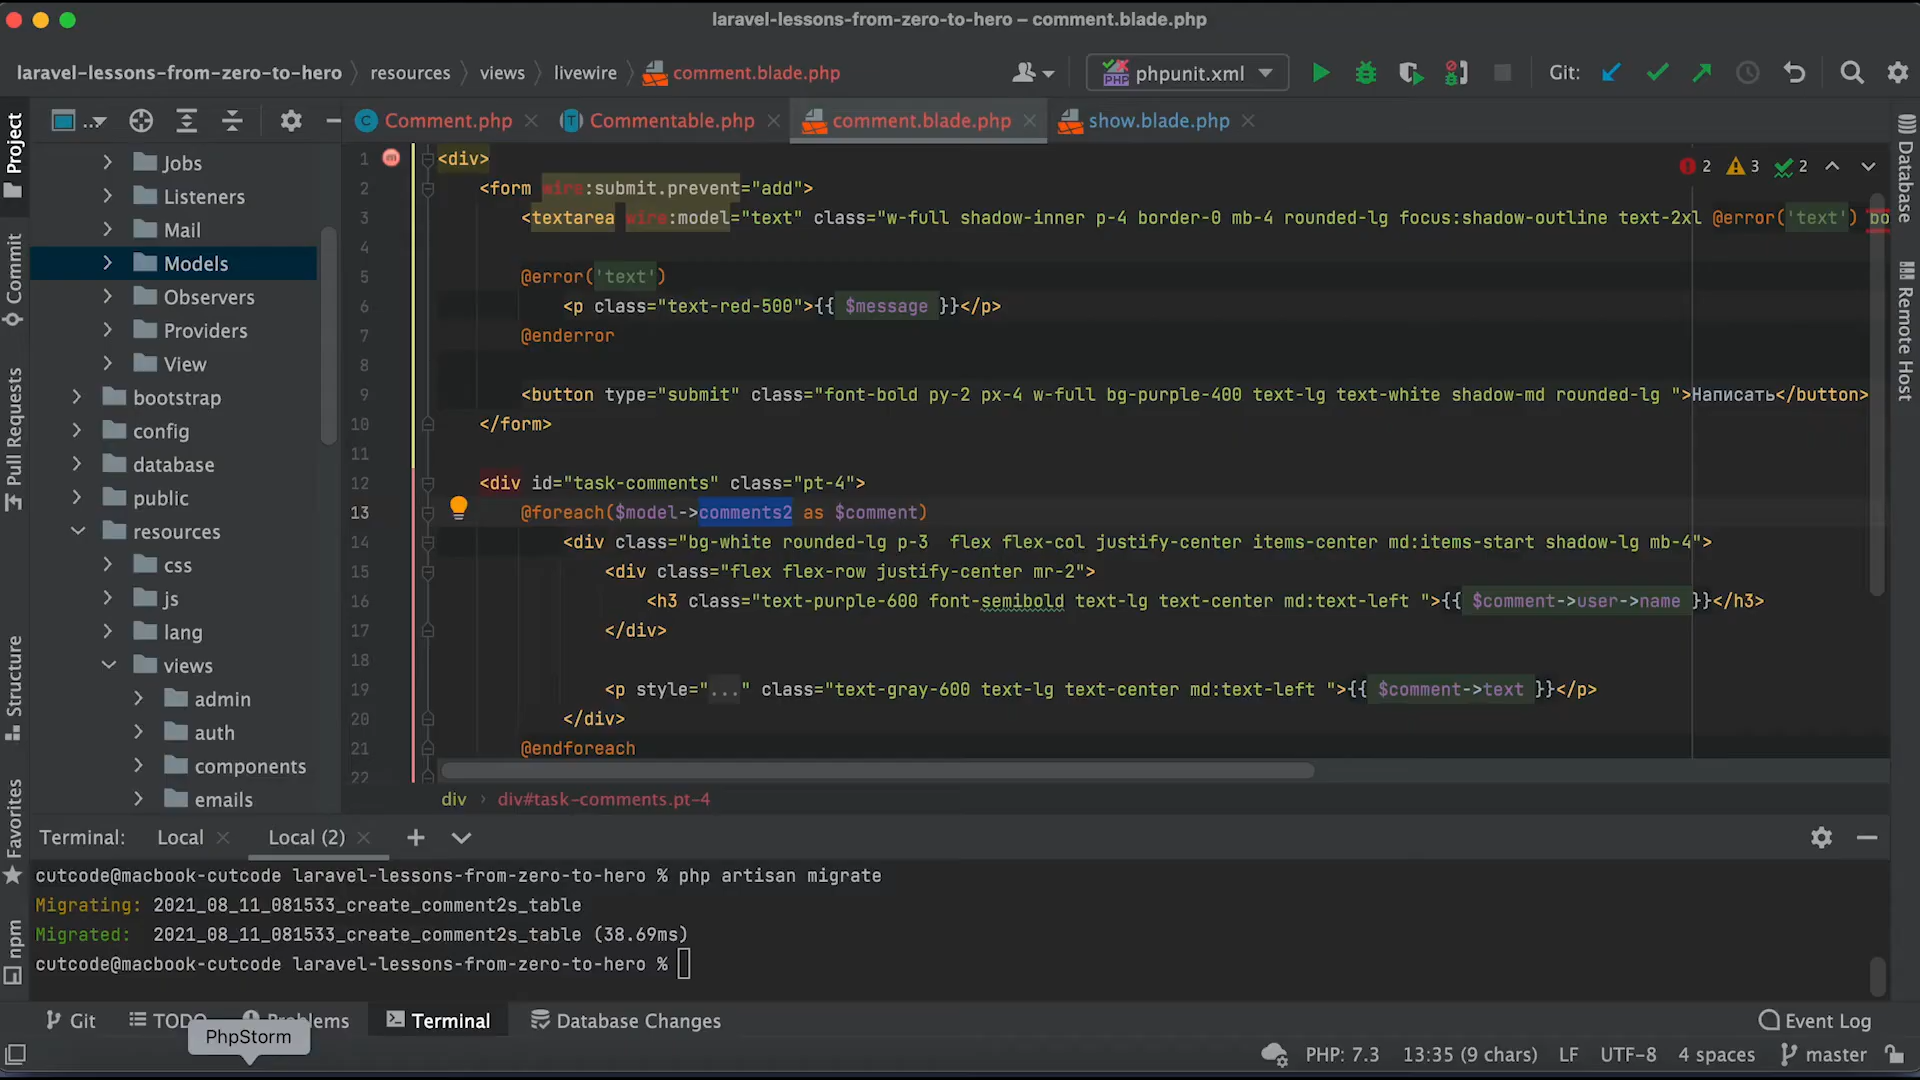 laravel-lessons-from-zero-to-hero – comment.blade.php
laravel-lessons-from-zero-to-hero resources views livewire comment.blade.php phpunit.xml Git:
Comment.php Commentable.php comment.blade.php show.blade.php
Project
Commit
Pull Requests
Structure
Favorites
npm
Database
Remote Host
Jobs
Listeners
Mail
Models
Observers
Providers
View
bootstrap
config
database
public
resources
css
js
lang
views
admin
auth
components
emails
2 3 2
1 <div>
2 <form wire:submit.prevent="add">
3 <textarea wire:model="text" class="w-full shadow-inner p-4 border-0 mb-4 rounded-lg focus:shadow-outline text-2xl @error('text') bo
4
5 @error('text')
6 <p class="text-red-500">{{ $message }}</p>
7 @enderror
8
9 <button type="submit" class="font-bold py-2 px-4 w-full bg-purple-400 text-lg text-white shadow-md rounded-lg ">Написать</button>
10 </form>
11
12 <div id="task-comments" class="pt-4">
13 @foreach($model->comments2 as $comment)
14 <div class="bg-white rounded-lg p-3  flex flex-col justify-center items-center md:items-start shadow-lg mb-4">
15 <div class="flex flex-row justify-center mr-2">
16 <h3 class="text-purple-600 font-semibold text-lg text-center md:text-left ">{{ $comment->user->name }}</h3>
17 </div>
18
19 <p style="..." class="text-gray-600 text-lg text-center md:text-left ">{{ $comment->text }}</p>
20 </div>
21 @endforeach
22
div div#task-comments.pt-4
Terminal: Local Local (2)
cutcode@macbook-cutcode laravel-lessons-from-zero-to-hero % php artisan migrate
Migrating: 2021_08_11_081533_create_comment2s_table
Migrated: 2021_08_11_081533_create_comment2s_table (38.69ms)
cutcode@macbook-cutcode laravel-lessons-from-zero-to-hero %
Git TODO Problems Terminal Database Changes Event Log
PhpStorm
PHP: 7.3 13:35 (9 chars) LF UTF-8 4 spaces master